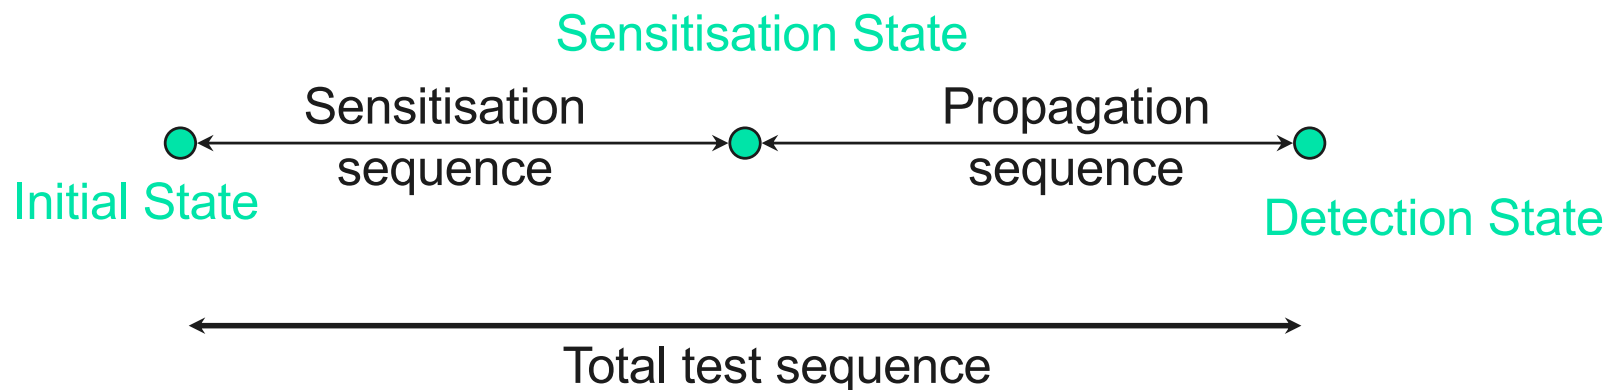 Sensitisation State
Sensitisation
sequence
Propagation
sequence
Initial State
Detection State
Total test sequence